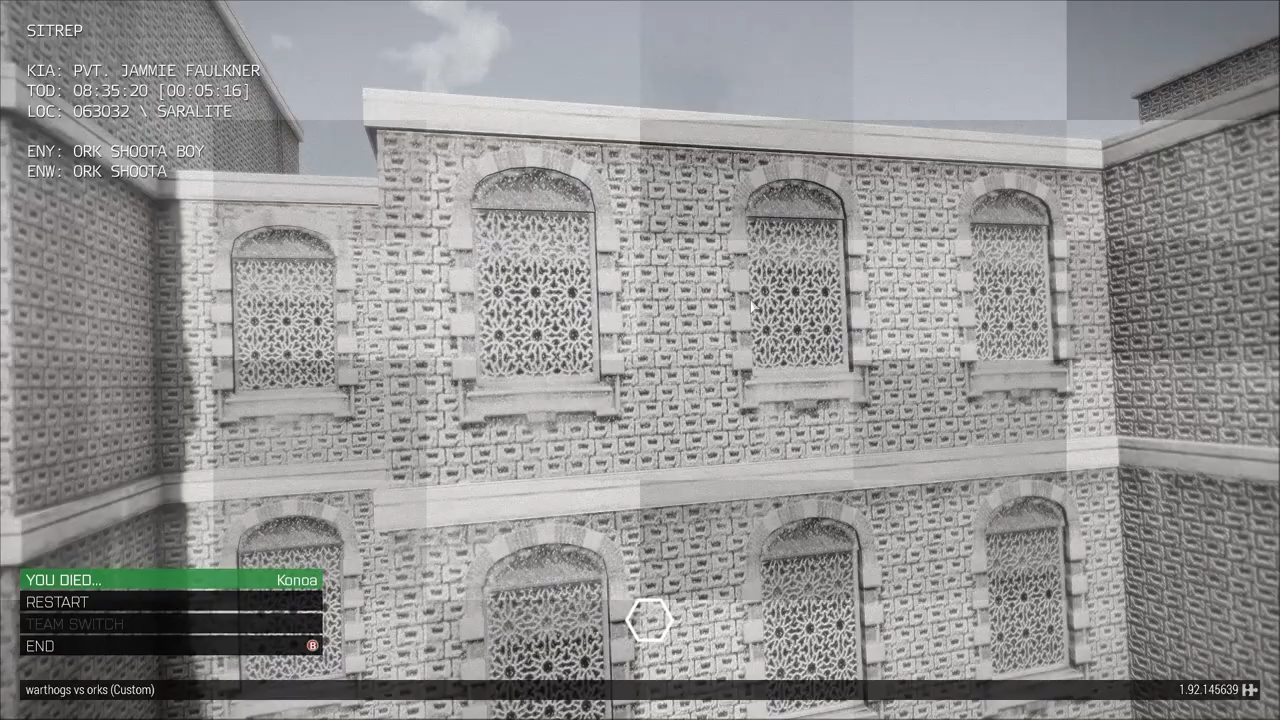 SITREP
KIA: PVT. JAMMIE FAULKNER
TOD: 08:35:20 [00:05:16]
LOC: 063032 \ SARALITE
ENY: ORK SHOOTA BOY
ENW: ORK SHOOTA
YOU DIED... Konoa
RESTART
TEAM SWITCH
END B
warthogs vs orks (Custom) 1.92.145639